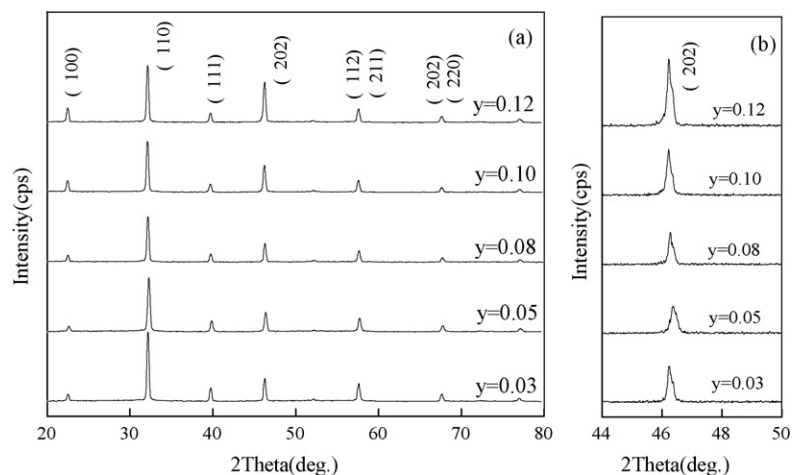 (a)
( 100)
( 110)
( 111)
( 202)
( 112)
( 211)
( 202)
( 220)
y=0.12
y=0.10
y=0.08
y=0.05
y=0.03
Intensity(cps)
20 30 40 50 60 70 80
2Theta(deg.)
(b)
( 202)
y=0.12
y=0.10
y=0.08
y=0.05
y=0.03
Intensity(cps)
44 46 48 50
2Theta(deg.)